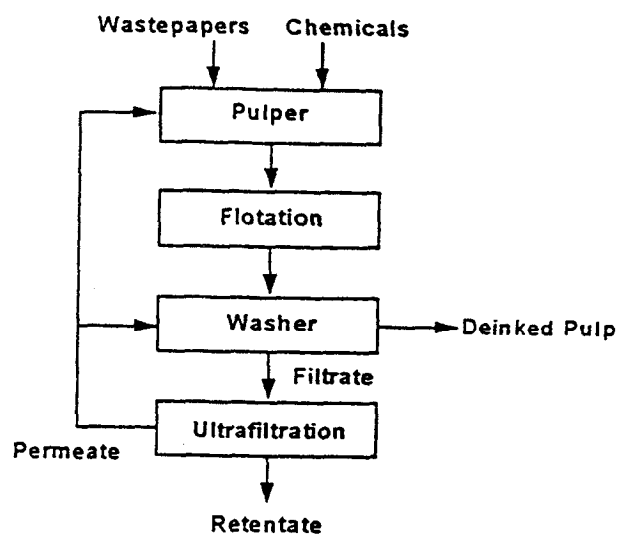 Wastepapers
Chemicals
Pulper
Flotation
Washer
Deinked Pulp
Filtrate
Ultrafiltration
Permeate
Retentate